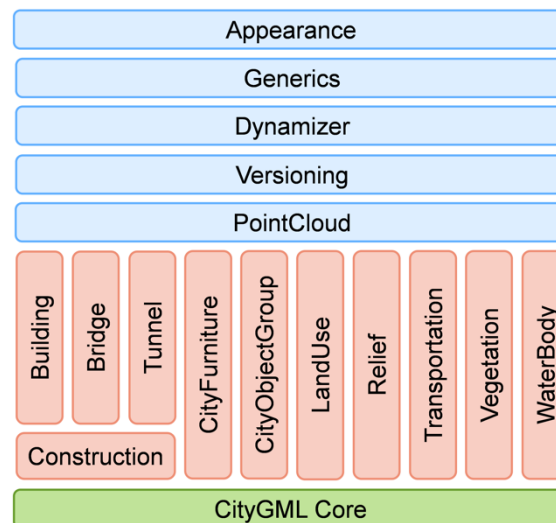 Appearance
Generics
Dynamizer
Versioning
PointCloud
Building
Bridge
Tunnel
CityFurniture
CityObjectGroup
LandUse
Relief
Transportation
Vegetation
WaterBody
Construction
CityGML Core